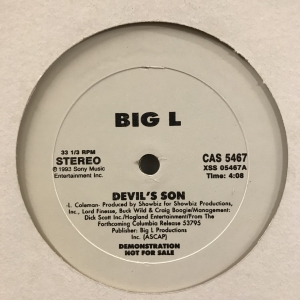 BIG L
33 1/3 RPM
STEREO
℗1993 Sony Music
Entertainment Inc.
CAS 5467
XSS 05467A
Time: 4:08
DEVIL'S SON
-L. Coleman- Produced by Showbiz for Showbiz Productions,
Inc., Lord Finesse, Buck Wild & Craig Boogie/Management:
Dick Scott Inc/Hogland Entertainment/From The
Forthcoming Columbia Release 53795
Publisher: Big L Productions
Inc. (ASCAP)
DEMONSTRATION
NOT FOR SALE